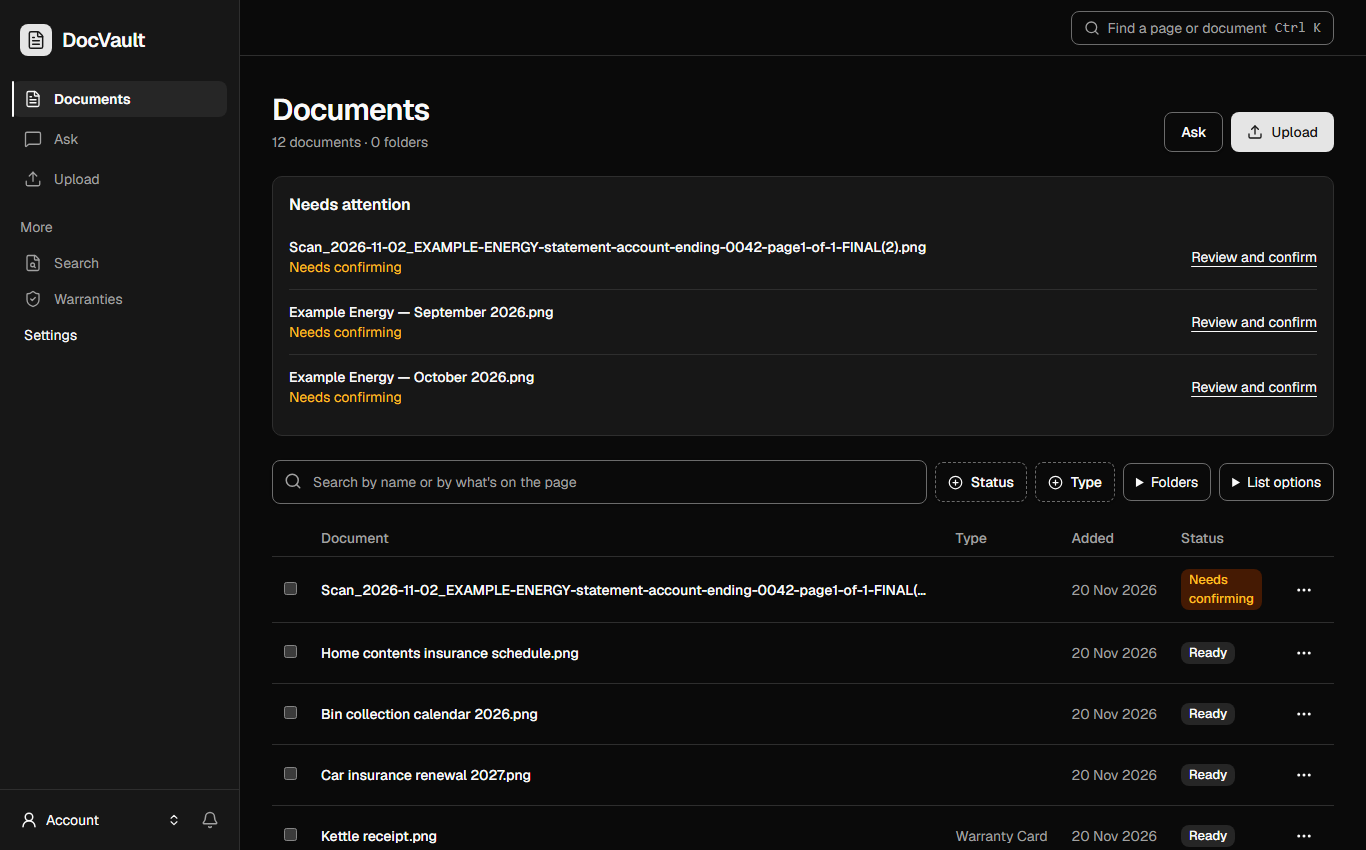 DocVault
Find a page or document Ctrl K
Documents
Ask
Upload
More
Search
Warranties
Settings
Account
Documents
12 documents · 0 folders
Ask
Upload
Needs attention
Scan_2026-11-02_EXAMPLE-ENERGY-statement-account-ending-0042-page1-of-1-FINAL(2).png
Needs confirming
Review and confirm
Example Energy — September 2026.png
Needs confirming
Review and confirm
Example Energy — October 2026.png
Needs confirming
Review and confirm
Search by name or by what's on the page
Status
Type
Folders
List options
Document Type Added Status
Scan_2026-11-02_EXAMPLE-ENERGY-statement-account-ending-0042-page1-of-1-FINAL(… 20 Nov 2026 Needs confirming
Home contents insurance schedule.png 20 Nov 2026 Ready
Bin collection calendar 2026.png 20 Nov 2026 Ready
Car insurance renewal 2027.png 20 Nov 2026 Ready
Kettle receipt.png Warranty Card 20 Nov 2026 Ready